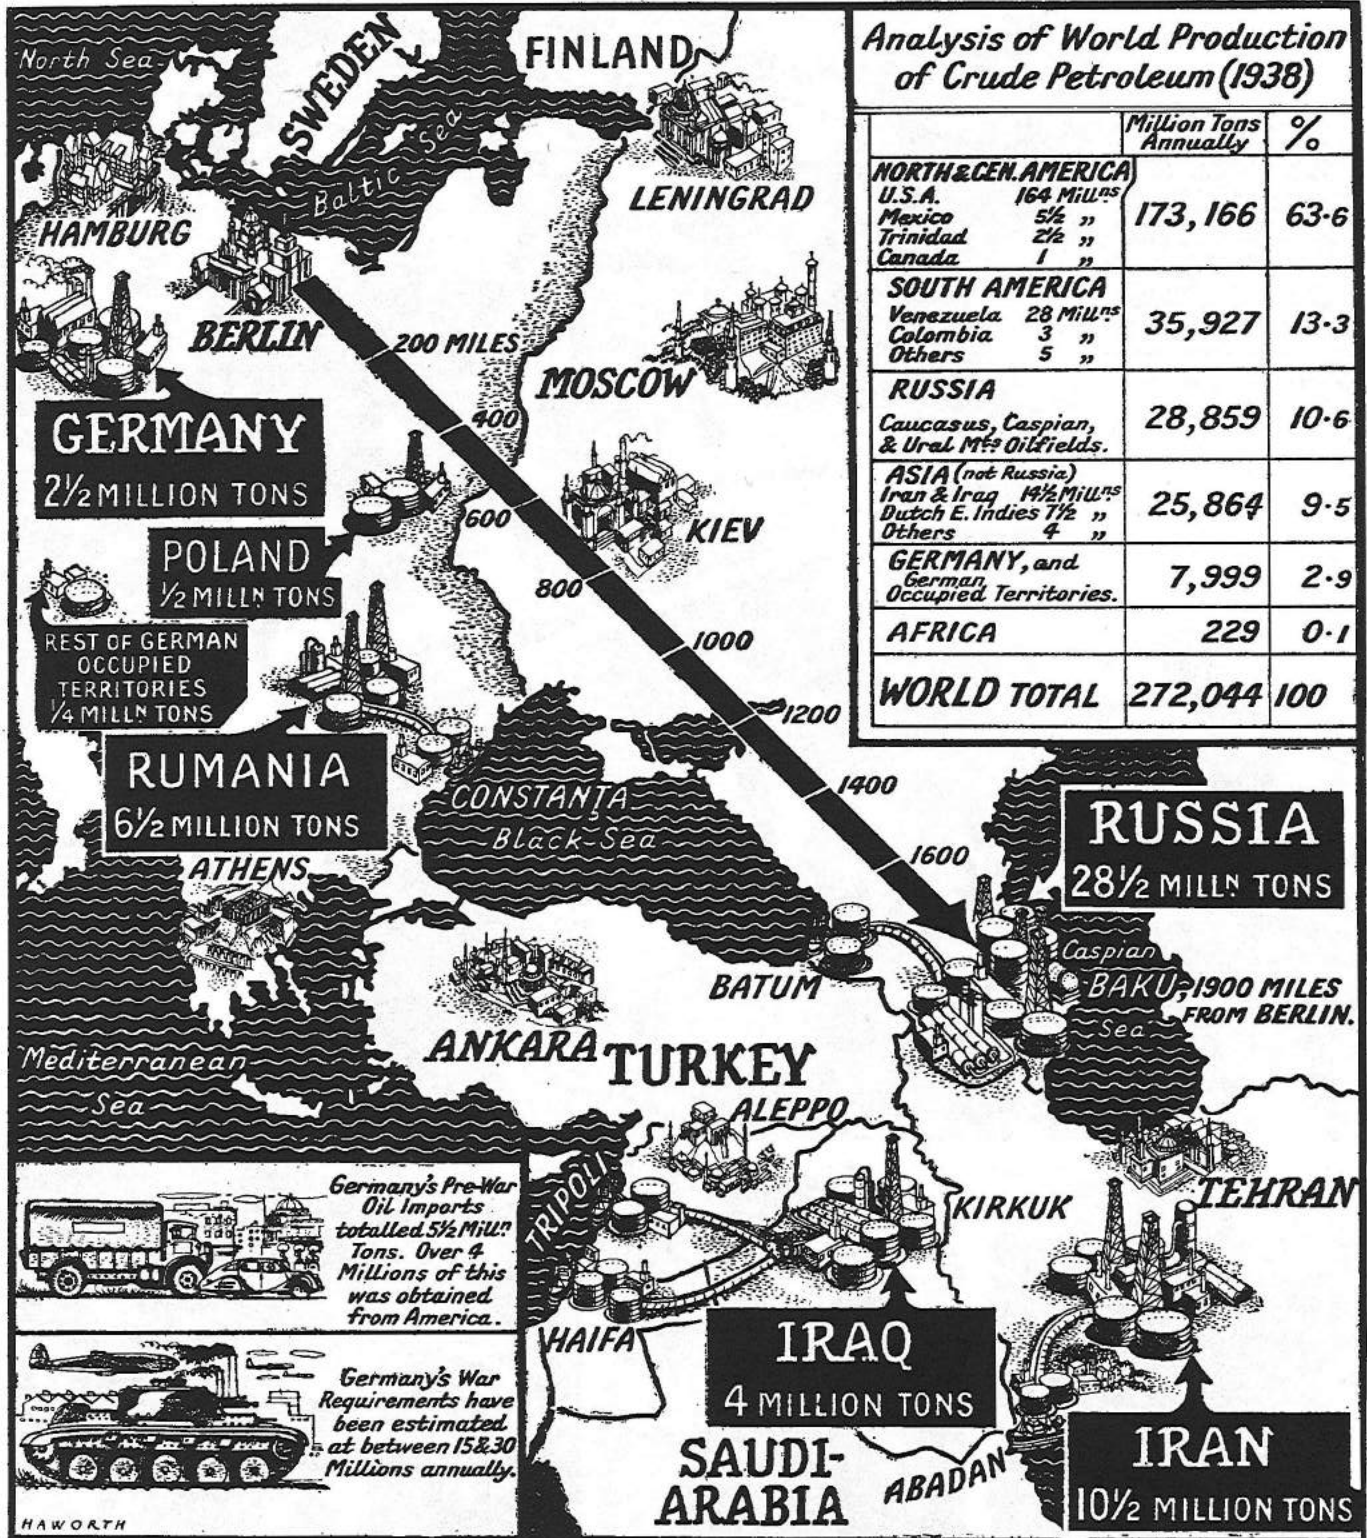 North Sea
SWEDEN
FINLAND
Baltic Sea
LENINGRAD
HAMBURG
BERLIN
MOSCOW
200 MILES
400
600
800
1000
1200
1400
1600
GERMANY
2½ MILLION TONS
POLAND
½ MILLN TONS
KIEV
REST OF GERMAN
OCCUPIED
TERRITORIES
¼ MILLN TONS
RUMANIA
6½ MILLION TONS
CONSTANTA
Black Sea
ATHENS
Analysis of World Production
of Crude Petroleum (1938)
Million Tons
Annually %
NORTH & CEN. AMERICA
U.S.A. 164 Millns
Mexico 5½ „
Trinidad 2½ „
Canada 1 „
173,166 63·6
SOUTH AMERICA
Venezuela 28 Millns
Colombia 3 „
Others 5 „
35,927 13·3
RUSSIA
Caucasus, Caspian,
& Ural Mts Oilfields.
28,859 10·6
ASIA (not Russia)
Iran & Iraq 14½ Millns
Dutch E. Indies 7½ „
Others 4 „
25,864 9·5
GERMANY, and
German
Occupied Territories.
7,999 2·9
AFRICA 229 0·1
WORLD TOTAL 272,044 100
RUSSIA
28½ MILLN TONS
BATUM
Caspian
Sea
BAKU, 1900 MILES
FROM BERLIN.
ANKARA
TURKEY
Mediterranean
Sea
ALEPPO
TRIPOLI
KIRKUK
TEHRAN
HAIFA
IRAQ
4 MILLION TONS
SAUDI-
ARABIA
ABADAN
IRAN
10½ MILLION TONS
Germany's Pre-War
Oil Imports
totalled 5½ Milln
Tons. Over 4
Millions of this
was obtained
from America.
Germany's War
Requirements have
been estimated
at between 15 & 30
Millions annually.
HAWORTH